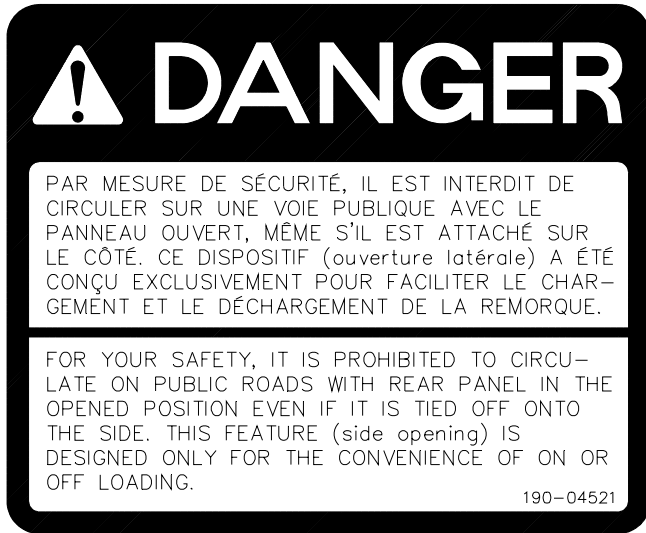 DANGER
PAR MESURE DE SÉCURITÉ, IL EST INTERDIT DE
CIRCULER SUR UNE VOIE PUBLIQUE AVEC LE
PANNEAU OUVERT, MÊME S'IL EST ATTACHÉ SUR
LE CÔTÉ. CE DISPOSITIF (ouverture latérale) A ÉTÉ
CONÇU EXCLUSIVEMENT POUR FACILITER LE CHAR-
GEMENT ET LE DÉCHARGEMENT DE LA REMORQUE.
FOR YOUR SAFETY, IT IS PROHIBITED TO CIRCU-
LATE ON PUBLIC ROADS WITH REAR PANEL IN THE
OPENED POSITION EVEN IF IT IS TIED OFF ONTO
THE SIDE. THIS FEATURE (side opening) IS
DESIGNED ONLY FOR THE CONVENIENCE OF ON OR
OFF LOADING.
190-04521